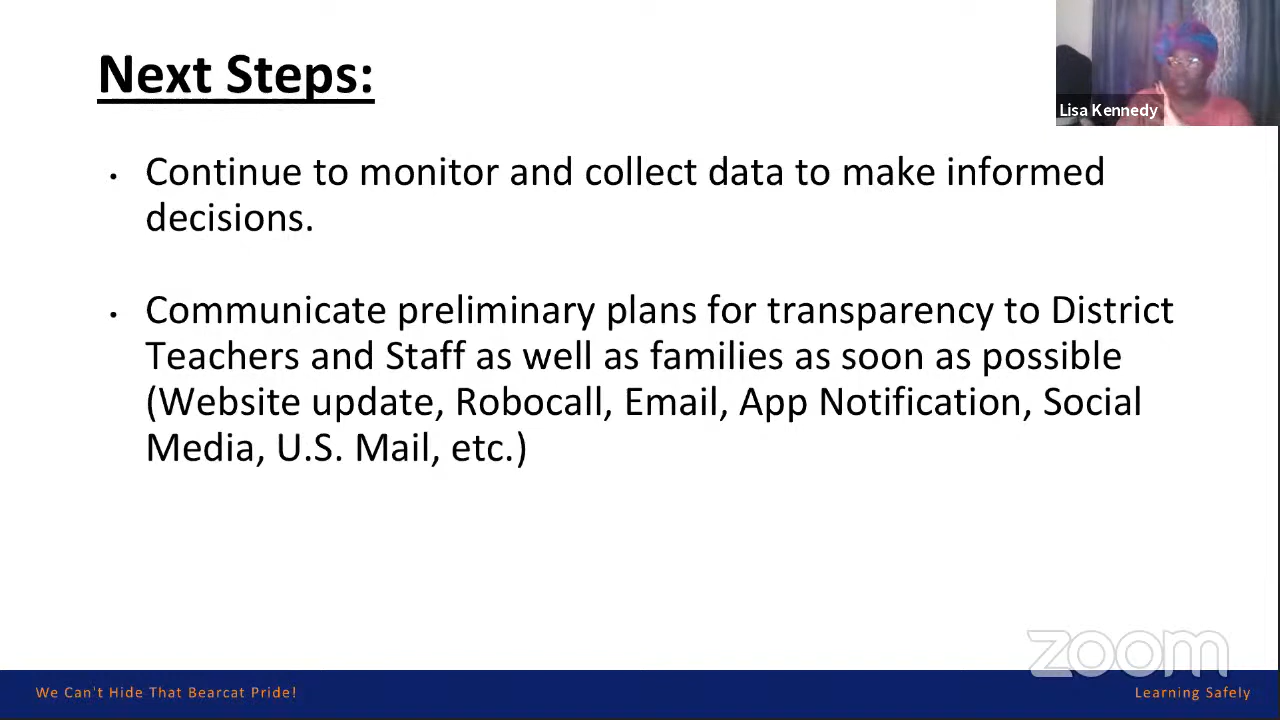 Next Steps:
Lisa Kennedy
• Continue to monitor and collect data to make informed
decisions.
• Communicate preliminary plans for transparency to District
Teachers and Staff as well as families as soon as possible
(Website update, Robocall, Email, App Notification, Social
Media, U.S. Mail, etc.)
zoom
We Can't Hide That Bearcat Pride!
Learning Safely